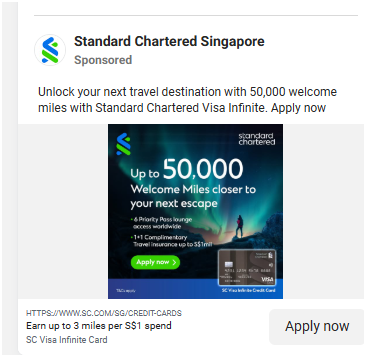 Standard Chartered Singapore
Sponsored
Unlock your next travel destination with 50,000 welcome
miles with Standard Chartered Visa Infinite. Apply now
standard
chartered
Up to 50,000
Welcome Miles closer to
your next escape
• 6 Priority Pass lounge
access worldwide
• 1+1 Complimentary
Travel insurance up to S$1mil
Apply now >
VISA
T&Cs apply
SC Visa Infinite Credit Card
HTTPS://WWW.SC.COM/SG/CREDIT-CARDS
Earn up to 3 miles per S$1 spend
SC Visa Infinite Card
Apply now